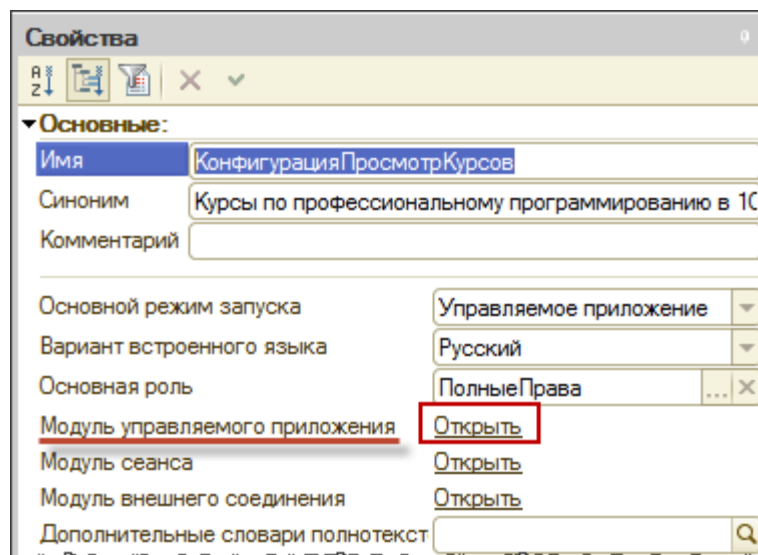 Свойства
Основные:
Имя КонфигурацияПросмотрКурсов
Синоним Курсы по профессиональному программированию в 1С
Комментарий
Основной режим запуска Управляемое приложение
Вариант встроенного языка Русский
Основная роль ПолныеПрава ...
Модуль управляемого приложения Открыть
Модуль сеанса Открыть
Модуль внешнего соединения Открыть
Дополнительные словари полнотекст